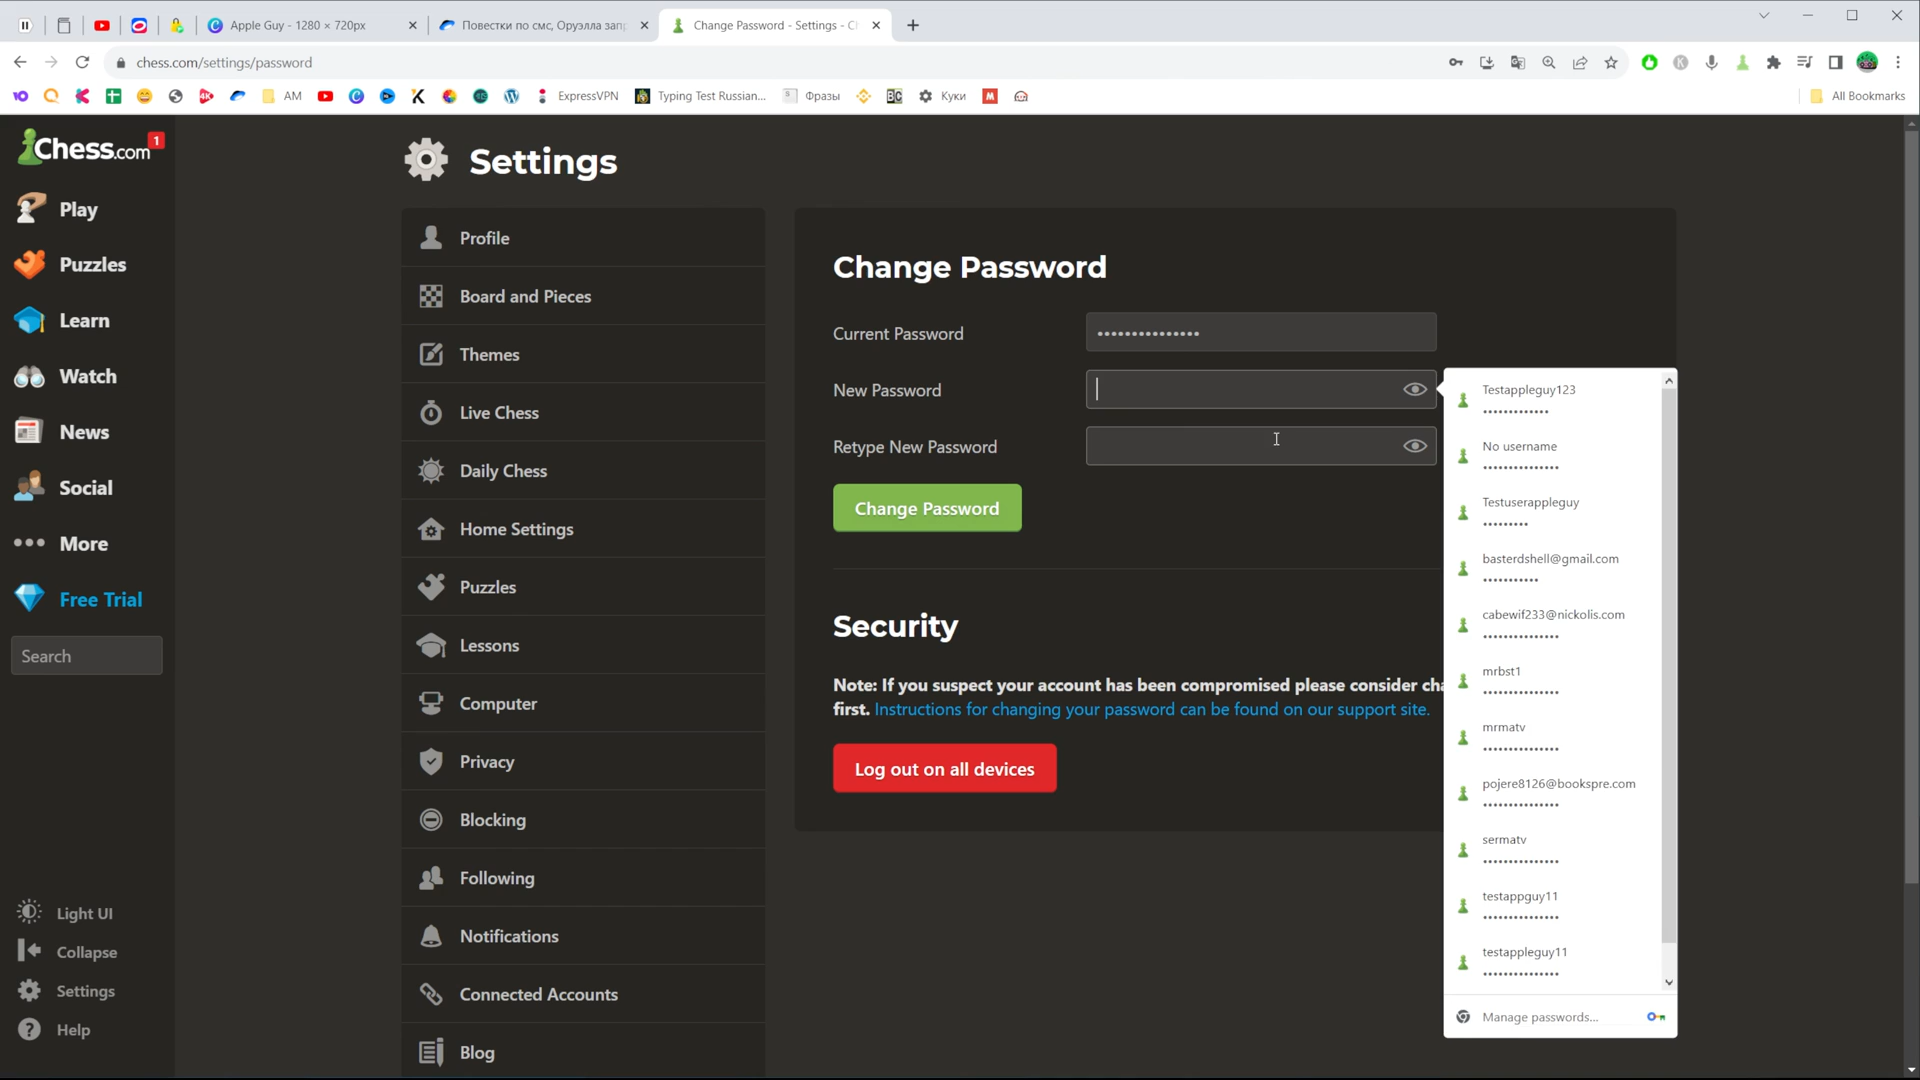 Apple Guy - 1280 × 720px
Повестки по смс, Оруэлла запр
Change Password - Settings - Ch
chess.com/settings/password
AM
ExpressVPN
Typing Test Russian...
Фразы
BC
Куки
All Bookmarks
Chess.com
1
Play
Puzzles
Learn
Watch
News
Social
More
Free Trial
Search
Light UI
Collapse
Settings
Help
Settings
Profile
Board and Pieces
Themes
Live Chess
Daily Chess
Home Settings
Puzzles
Lessons
Computer
Privacy
Blocking
Following
Notifications
Connected Accounts
Blog
Change Password
Current Password
New Password
Retype New Password
Change Password
Security
Note: If you suspect your account has been compromised please consider cha
first. Instructions for changing your password can be found on our support site.
Log out on all devices
Testappleguy123
No username
Testuserappleguy
basterdshell@gmail.com
cabewif233@nickolis.com
mrbst1
mrmatv
pojere8126@bookspre.com
sermatv
testappguy11
testappleguy11
Manage passwords...